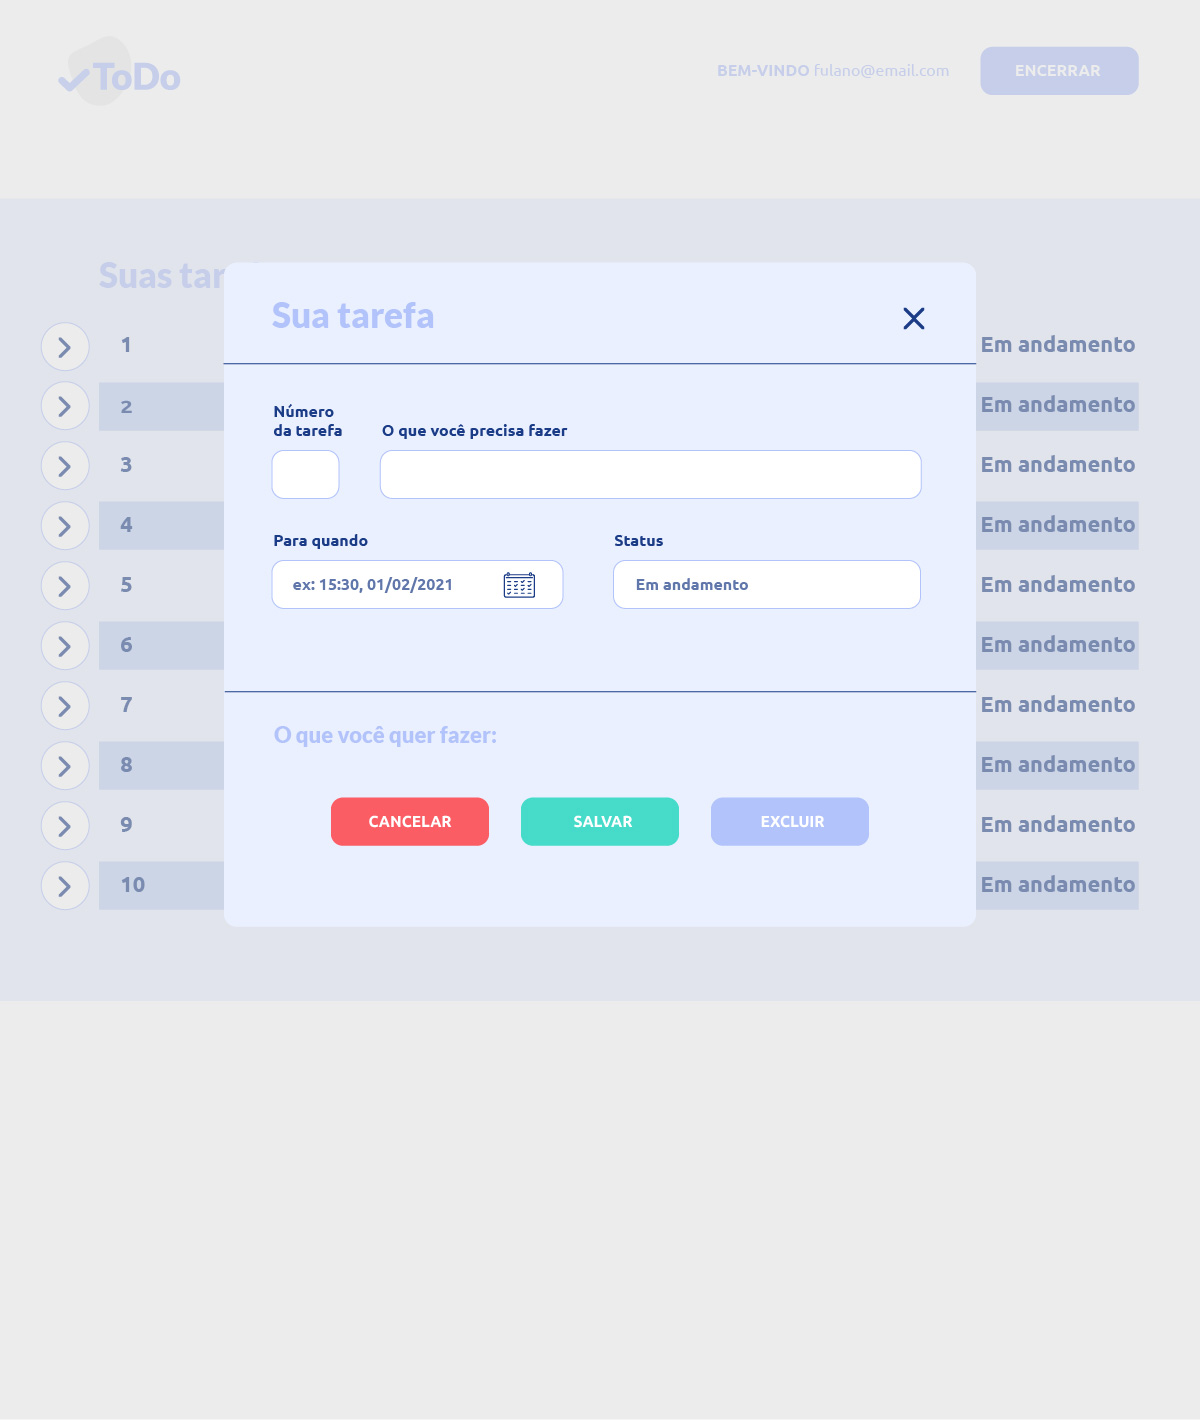 ToDo
BEM-VINDO fulano@email.com
ENCERRAR
Suas tar
Sua tarefa
1 Em andamento
2 Em andamento
Número
da tarefa
O que você precisa fazer
3 Em andamento
4 Em andamento
Para quando
Status
5 Em andamento
ex: 15:30, 01/02/2021
Em andamento
6 Em andamento
7 Em andamento
O que você quer fazer:
8 Em andamento
9 Em andamento
CANCELAR
SALVAR
EXCLUIR
10 Em andamento